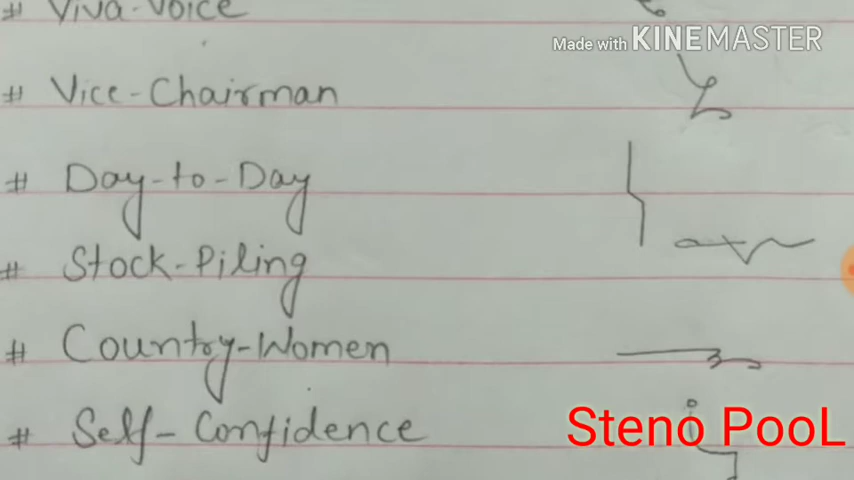 # Viva-Voice
Made with KINEMASTER
# Vice-Chairman
# Day-to-Day
# Stock-Piling
# Country-Women
# Self-Confidence
Steno PooL